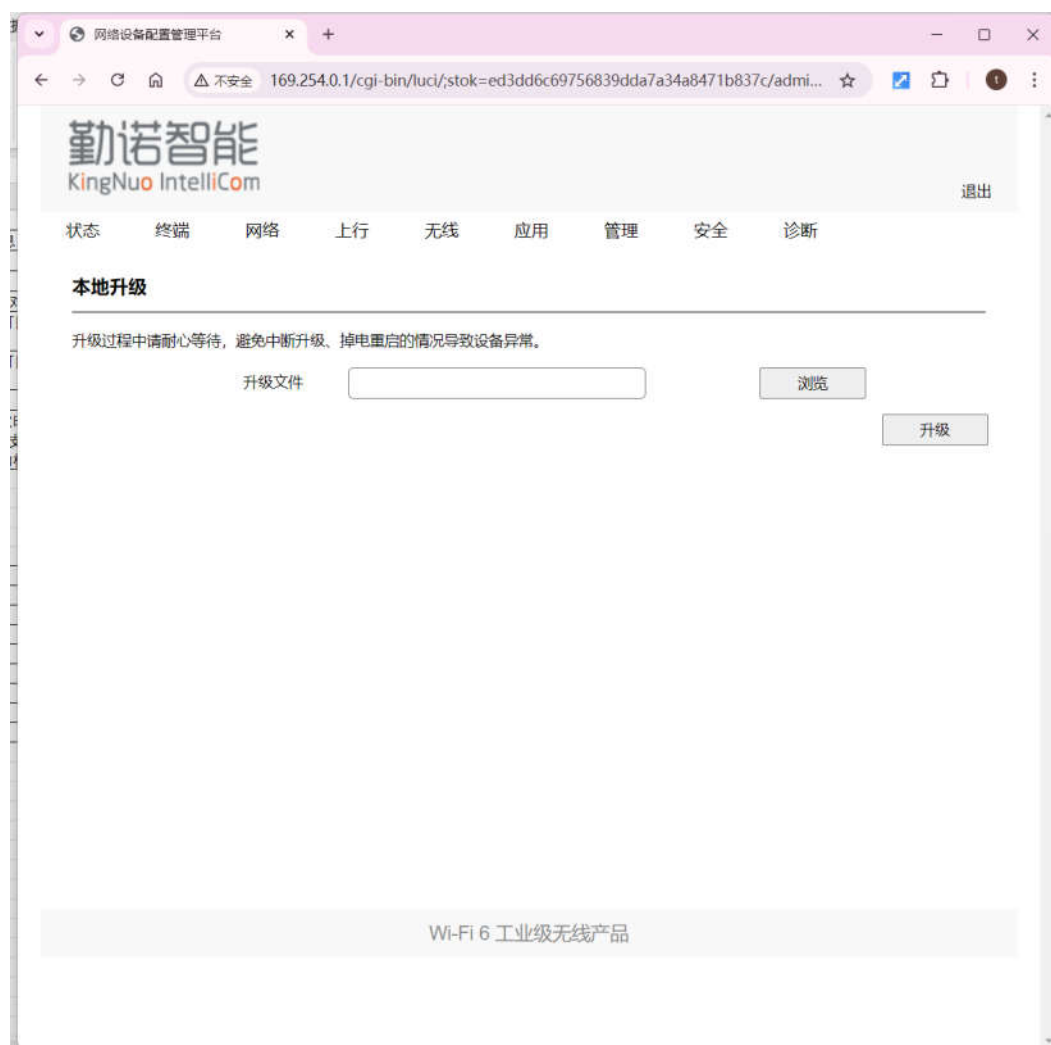 网络设备配置管理平台
不安全 169.254.0.1/cgi-bin/luci/;stok=ed3dd6c69756839dda7a34a8471b837c/admi...
勤诺智能
KingNuo IntelliCom
退出
状态 终端 网络 上行 无线 应用 管理 安全 诊断
本地升级
升级过程中请耐心等待，避免中断升级、掉电重启的情况导致设备异常。
升级文件 浏览
升级
Wi-Fi 6 工业级无线产品